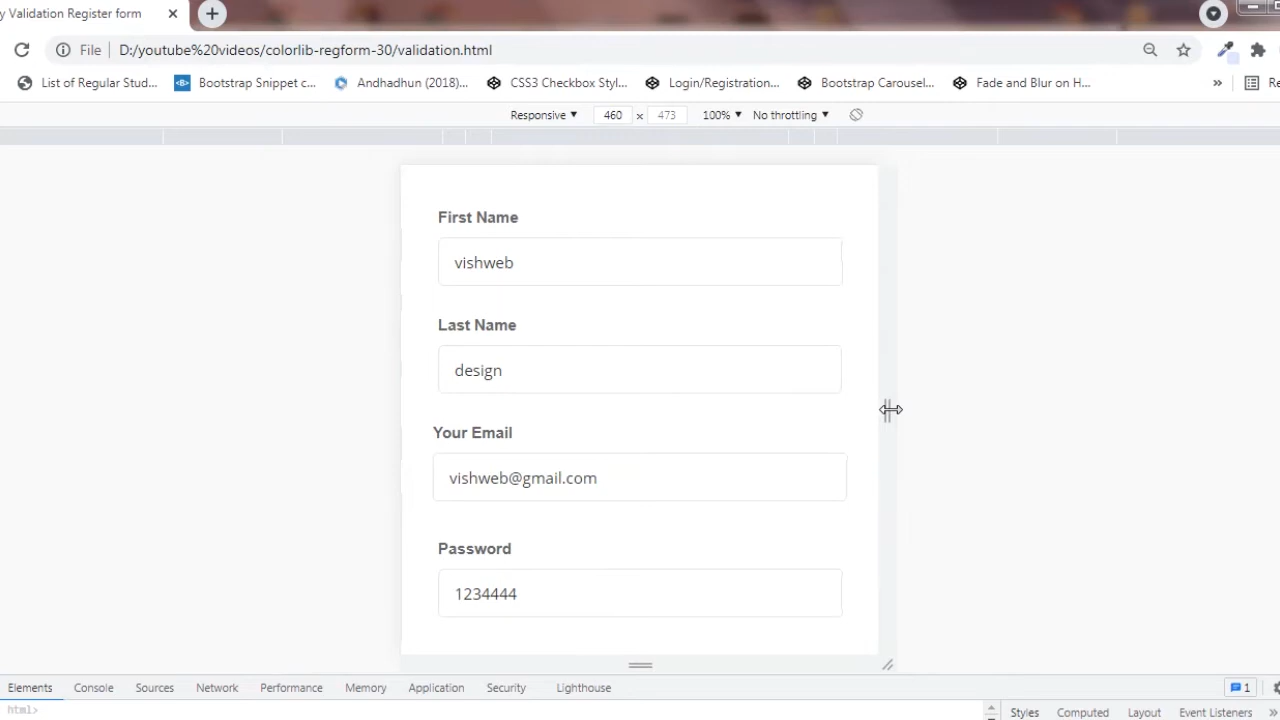 y Validation Register form
File D:/youtube%20videos/colorlib-regform-30/validation.html
List of Regular Stud... <B> Bootstrap Snippet c... Andhadhun (2018)... CSS3 Checkbox Styl... Login/Registration... Bootstrap Carousel... Fade and Blur on H... » Re
Responsive 460 x 473 100% No throttling
First Name
vishweb
Last Name
design
Your Email
vishweb@gmail.com
Password
1234444
Elements Console Sources Network Performance Memory Application Security Lighthouse 1
html> Styles Computed Layout Event Listeners »